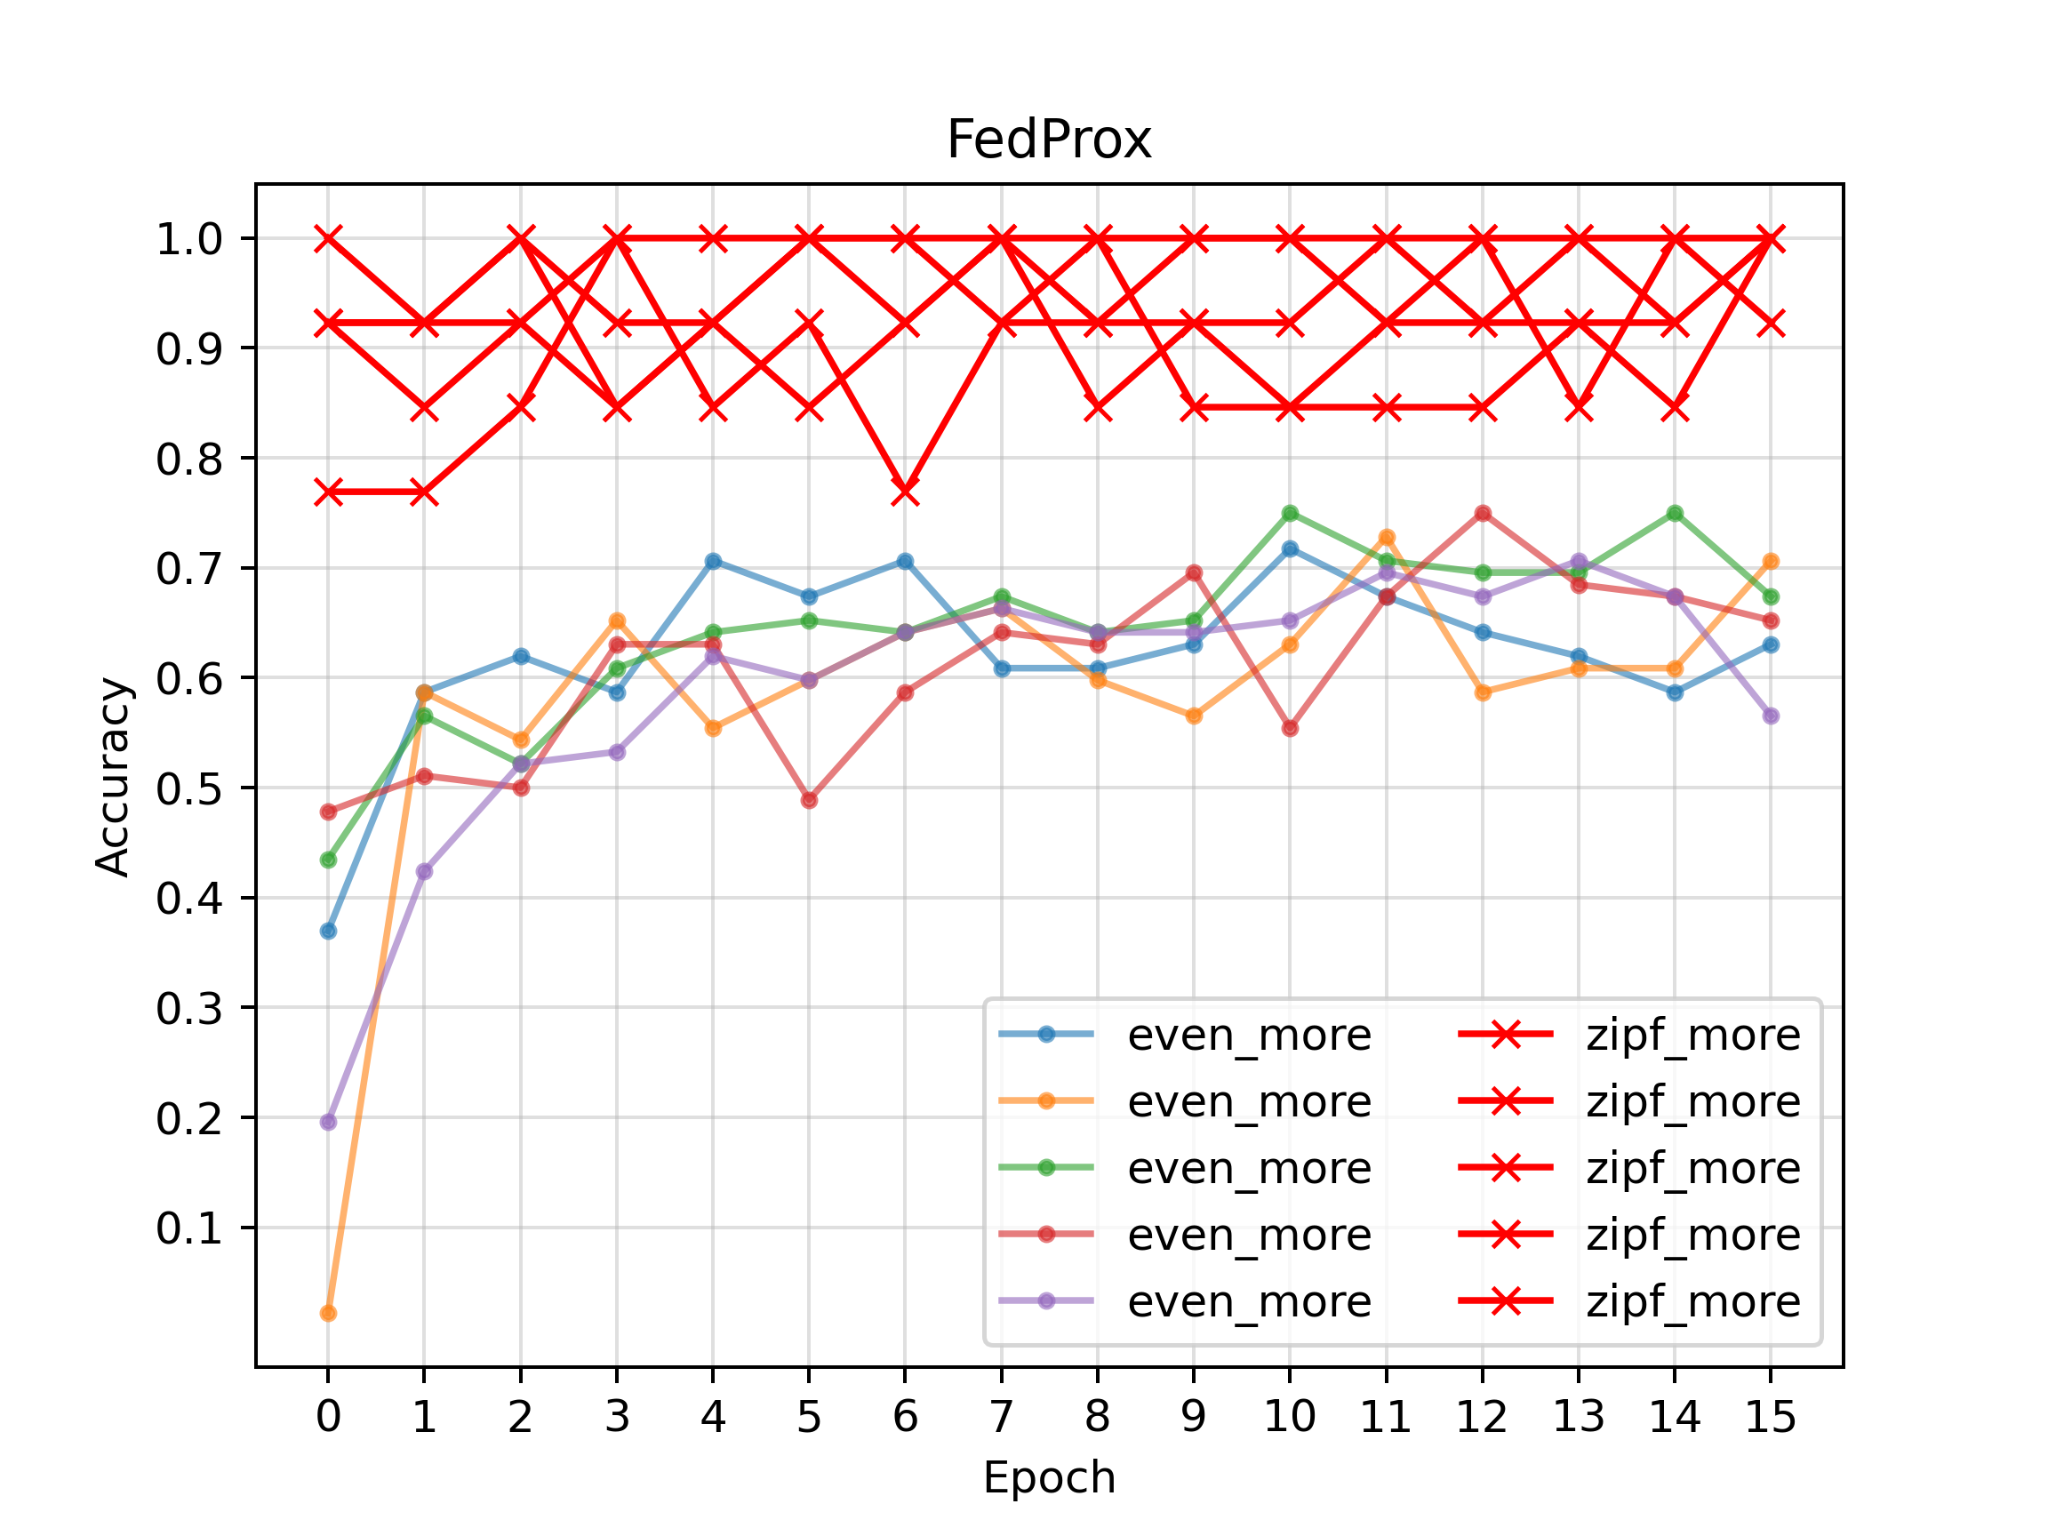 FedProx
Accuracy
1.0
0.9
0.8
0.7
0.6
0.5
0.4
0.3
0.2
0.1
even_more zipf_more
even_more zipf_more
even_more zipf_more
even_more zipf_more
even_more zipf_more
0 1 2 3 4 5 6 7 8 9 10 11 12 13 14 15
Epoch